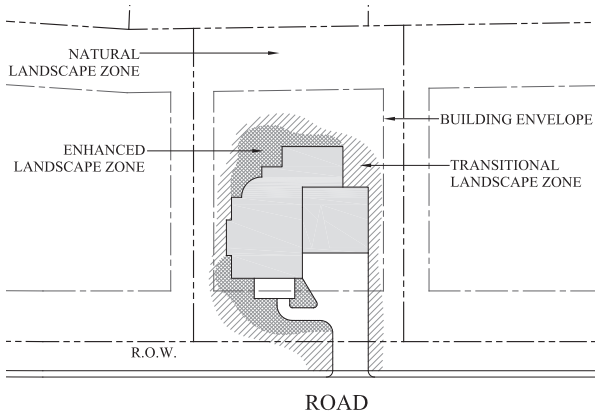 NATURAL
LANDSCAPE ZONE
BUILDING ENVELOPE
ENHANCED
LANDSCAPE ZONE
TRANSITIONAL
LANDSCAPE ZONE
R.O.W.
ROAD